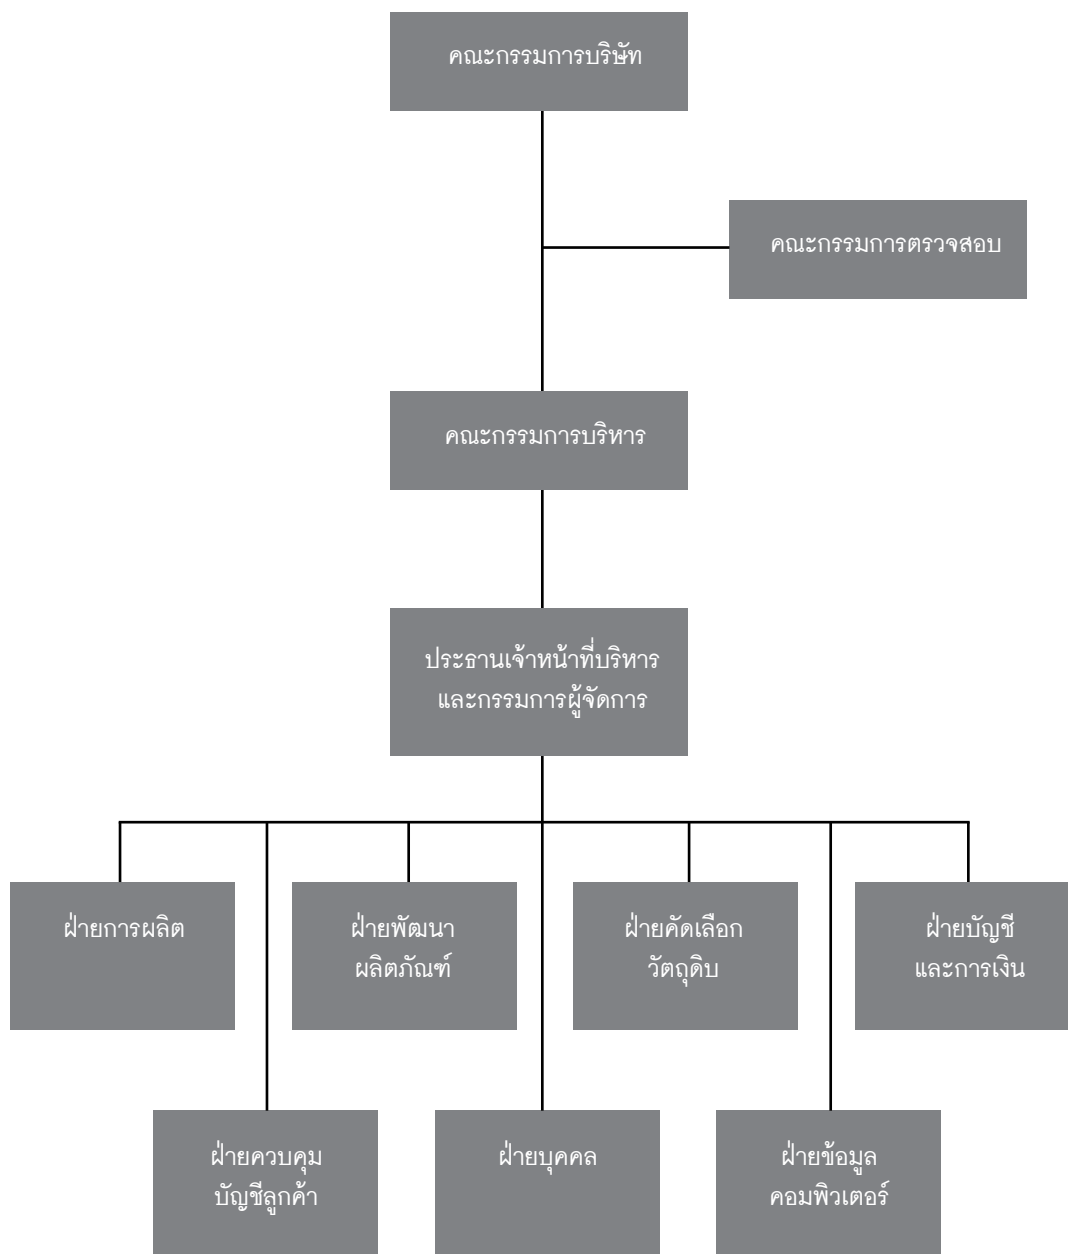 คณะกรรมการบริษัท
คณะกรรมการตรวจสอบ
คณะกรรมการบริหาร
ประธานเจ้าหน้าที่บริหาร
และกรรมการผู้จัดการ
ฝ่ายการผลิต
ฝ่ายพัฒนา
ผลิตภัณฑ์
ฝ่ายคัดเลือก
วัตถุดิบ
ฝ่ายบัญชี
และการเงิน
ฝ่ายควบคุม
บัญชีลูกค้า
ฝ่ายบุคคล
ฝ่ายข้อมูล
คอมพิวเตอร์